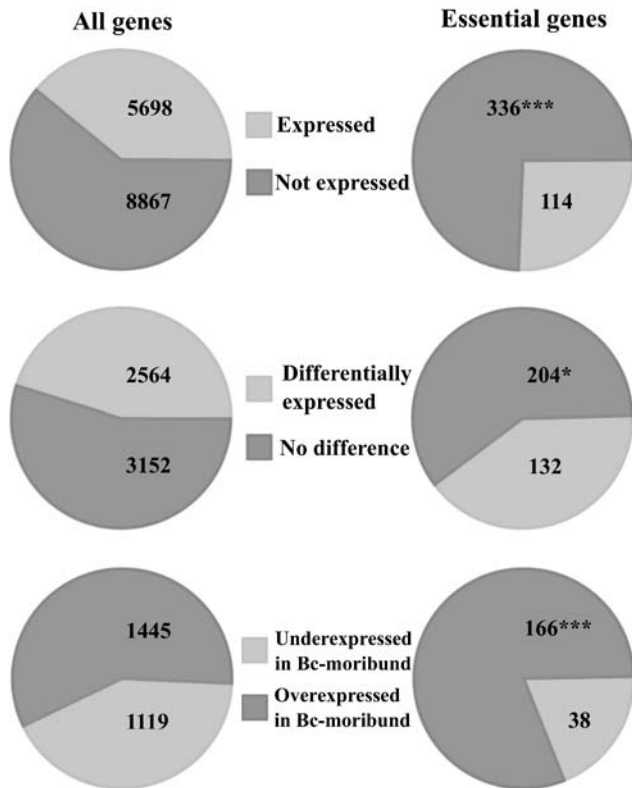 All genes
Essential genes
5698
8867
Expressed
Not expressed
336***
114
2564
3152
Differentially
expressed
No difference
204*
132
1445
1119
Underexpressed
in Bc-moribund
Overexpressed
in Bc-moribund
166***
38